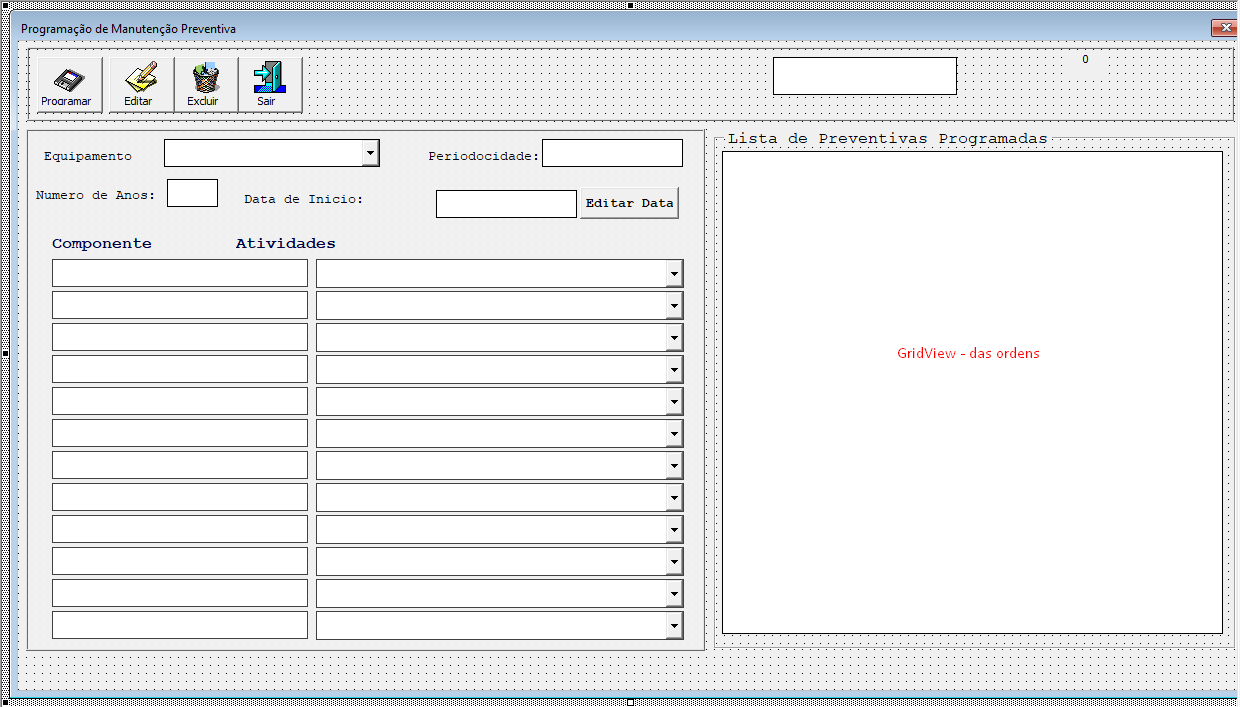 Programação de Manutenção Preventiva
Programar Editar Excluir Sair
0
Equipamento Periodocidade:
Numero de Anos: Data de Inicio: Editar Data
Componente Atividades
Lista de Preventivas Programadas
GridView - das ordens